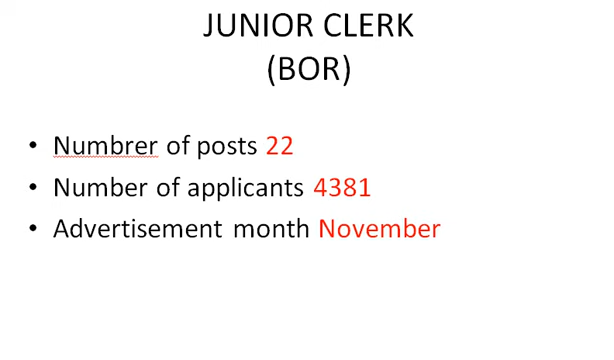 JUNIOR CLERK
(BOR)
• Numbrer of posts 22
• Number of applicants 4381
• Advertisement month November